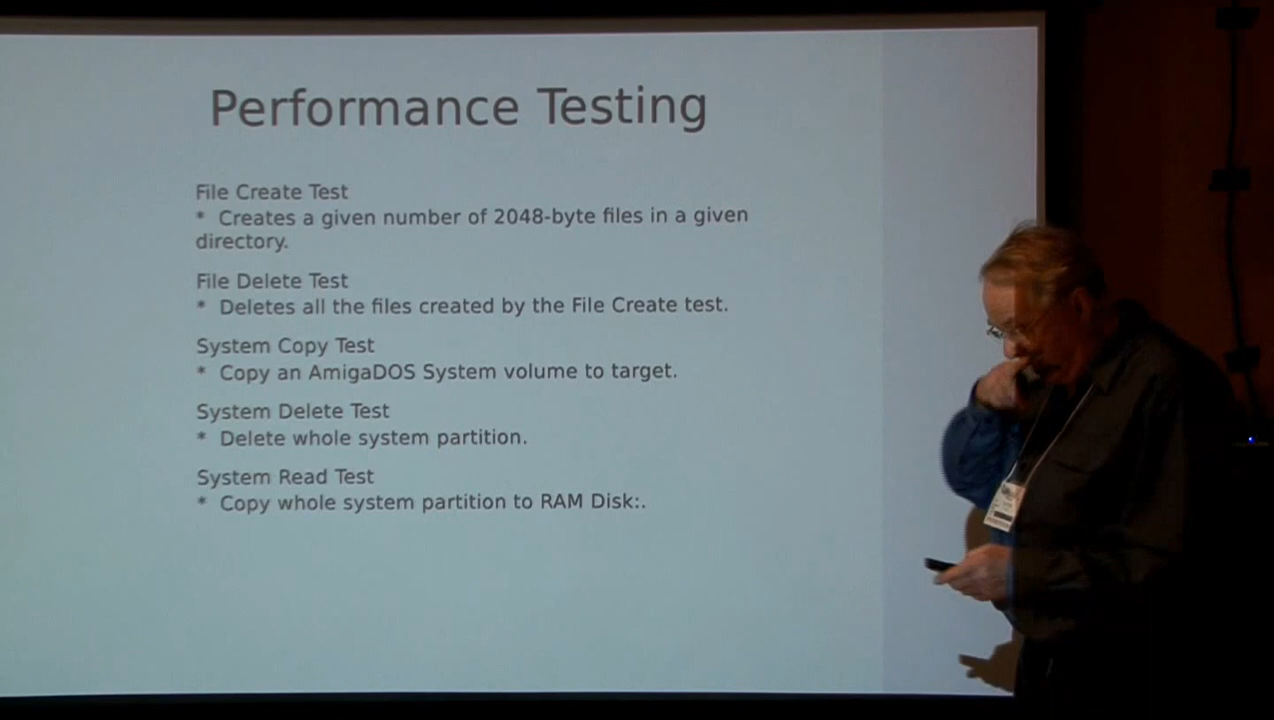 Performance Testing
File Create Test
* Creates a given number of 2048-byte files in a given
directory.
File Delete Test
* Deletes all the files created by the File Create test.
System Copy Test
* Copy an AmigaDOS System volume to target.
System Delete Test
* Delete whole system partition.
System Read Test
* Copy whole system partition to RAM Disk:.